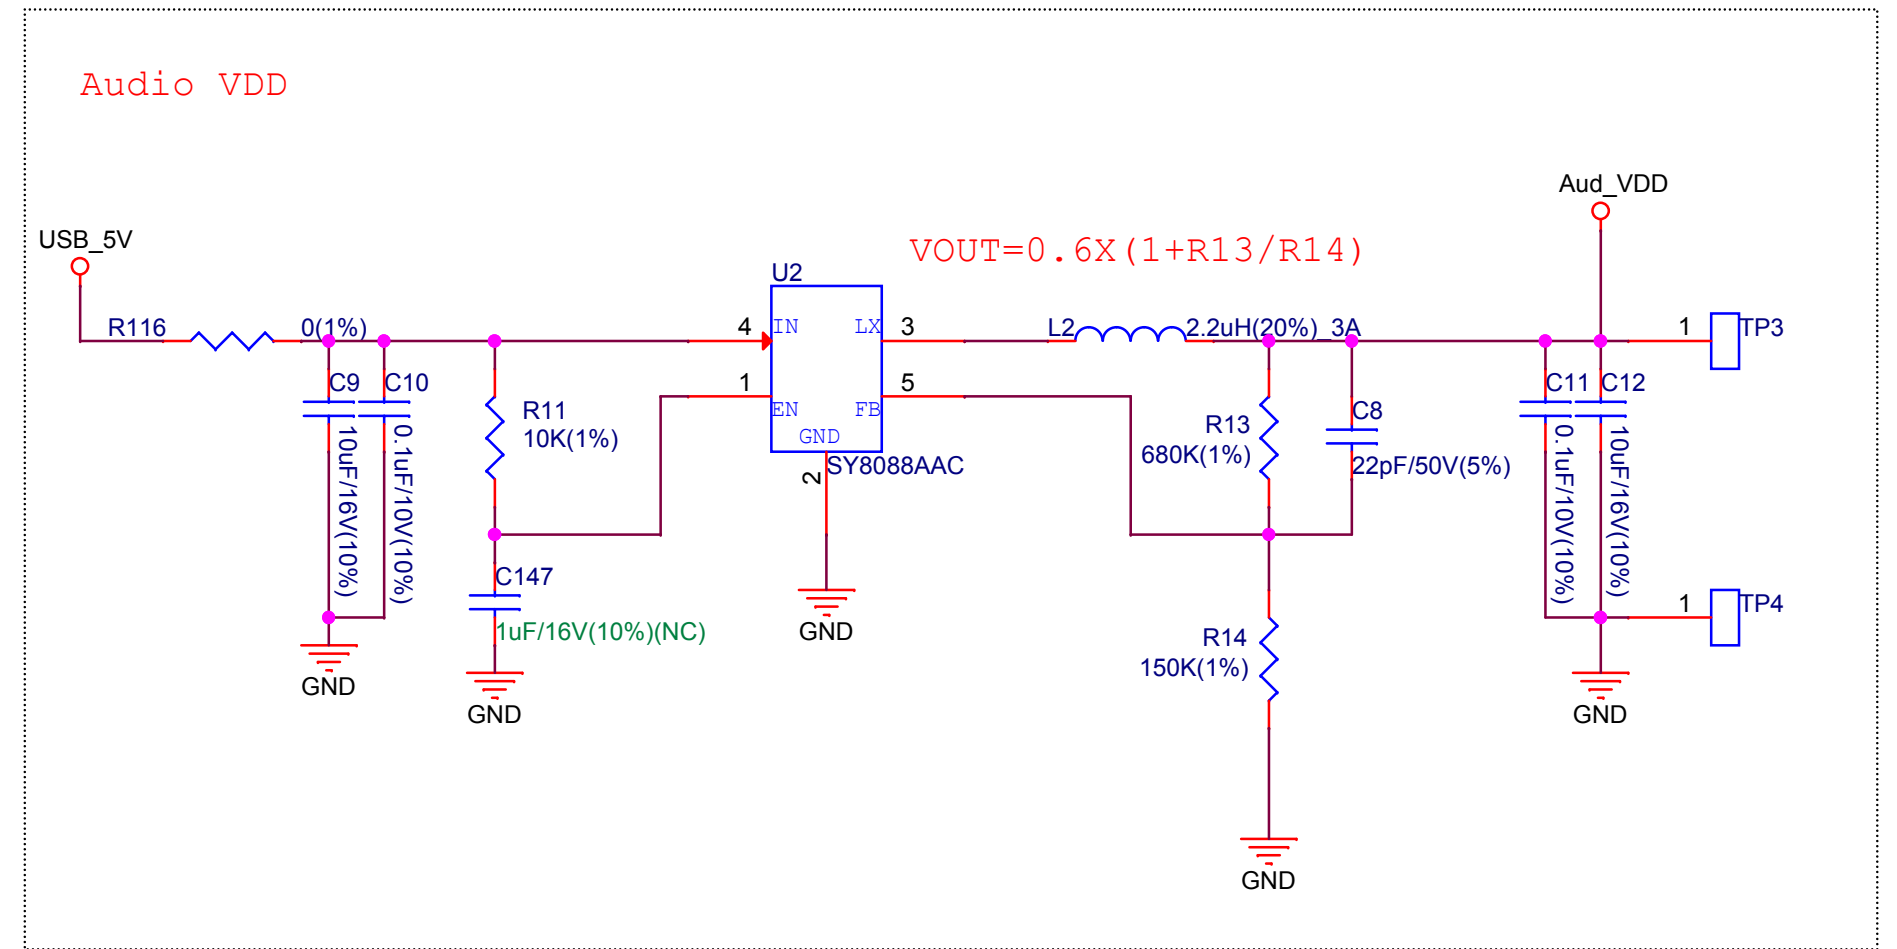 Audio VDD
Aud_VDD
USB_5V
VOUT=0.6X(1+R13/R14)
U2
R116
0(1%)
4
IN
LX
3
L2
2.2uH(20%)_3A
1
TP3
C9
C10
1
EN
FB
5
C11
C12
R11
10K(1%)
C8
R13
680K(1%)
22pF/50V(5%)
GND
SY8088AAC
2
10uF/16V(10%)
0.1uF/10V(10%)
0.1uF/10V(10%)
10uF/16V(10%)
C147
1uF/16V(10%)(NC)
GND
1
TP4
R14
150K(1%)
GND
GND
GND
GND